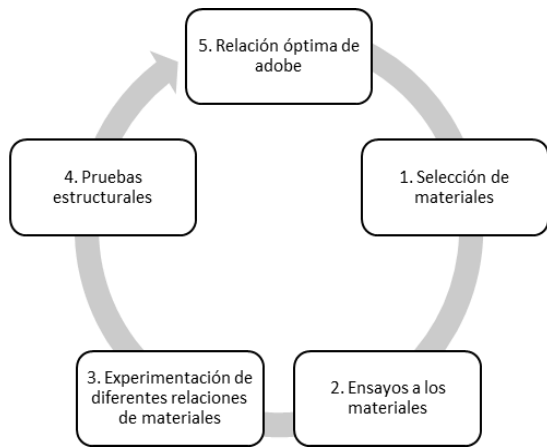 5. Relación óptima de
adobe
1. Selección de
materiales
2. Ensayos a los
materiales
3. Experimentación de
diferentes relaciones
de materiales
4. Pruebas
estructurales